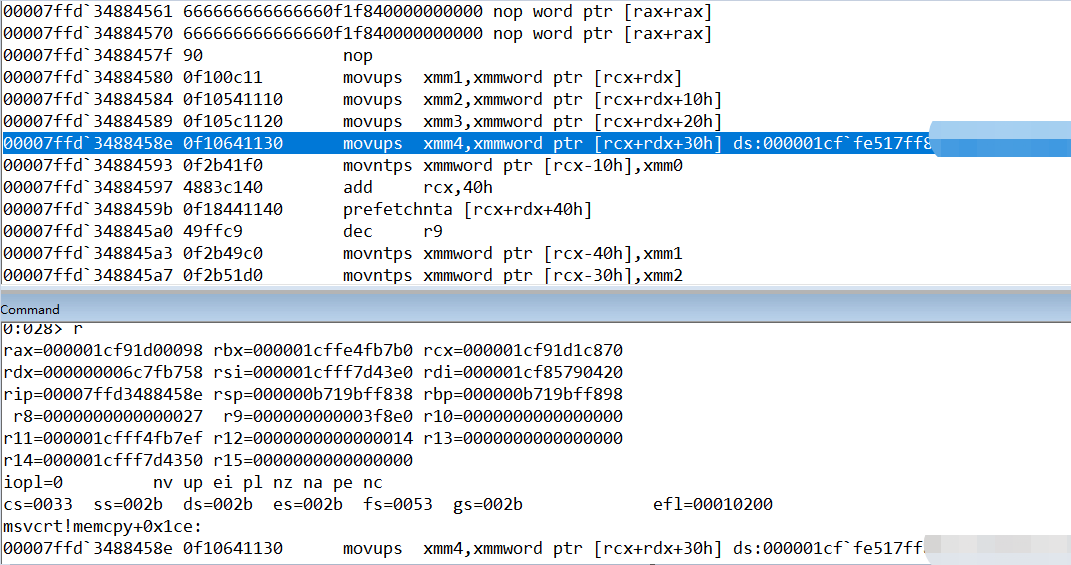 00007ffd`34884561 666666666666660f1f840000000000 nop word ptr [rax+rax]
00007ffd`34884570 666666666666660f1f840000000000 nop word ptr [rax+rax]
00007ffd`3488457f 90 nop
00007ffd`34884580 0f100c11 movups xmm1,xmmword ptr [rcx+rdx]
00007ffd`34884584 0f10541110 movups xmm2,xmmword ptr [rcx+rdx+10h]
00007ffd`34884589 0f105c1120 movups xmm3,xmmword ptr [rcx+rdx+20h]
00007ffd`3488458e 0f10641130 movups xmm4,xmmword ptr [rcx+rdx+30h] ds:000001cf`fe517ff8
00007ffd`34884593 0f2b41f0 movntps xmmword ptr [rcx-10h],xmm0
00007ffd`34884597 4883c140 add rcx,40h
00007ffd`3488459b 0f18441140 prefetchnta [rcx+rdx+40h]
00007ffd`348845a0 49ffc9 dec r9
00007ffd`348845a3 0f2b49c0 movntps xmmword ptr [rcx-40h],xmm1
00007ffd`348845a7 0f2b51d0 movntps xmmword ptr [rcx-30h],xmm2
Command
0:028> r
rax=000001cf91d00098 rbx=000001cffe4fb7b0 rcx=000001cf91d1c870
rdx=000000006c7fb758 rsi=000001cfff7d43e0 rdi=000001cf85790420
rip=00007ffd3488458e rsp=000000b719bff838 rbp=000000b719bff898
r8=0000000000000027 r9=000000000003f8e0 r10=0000000000000000
r11=000001cfff4fb7ef r12=0000000000000014 r13=0000000000000000
r14=000001cfff7d4350 r15=0000000000000000
iopl=0 nv up ei pl nz na pe nc
cs=0033 ss=002b ds=002b es=002b fs=0053 gs=002b efl=00010200
msvcrt!memcpy+0x1ce:
00007ffd`3488458e 0f10641130 movups xmm4,xmmword ptr [rcx+rdx+30h] ds:000001cf`fe517ff